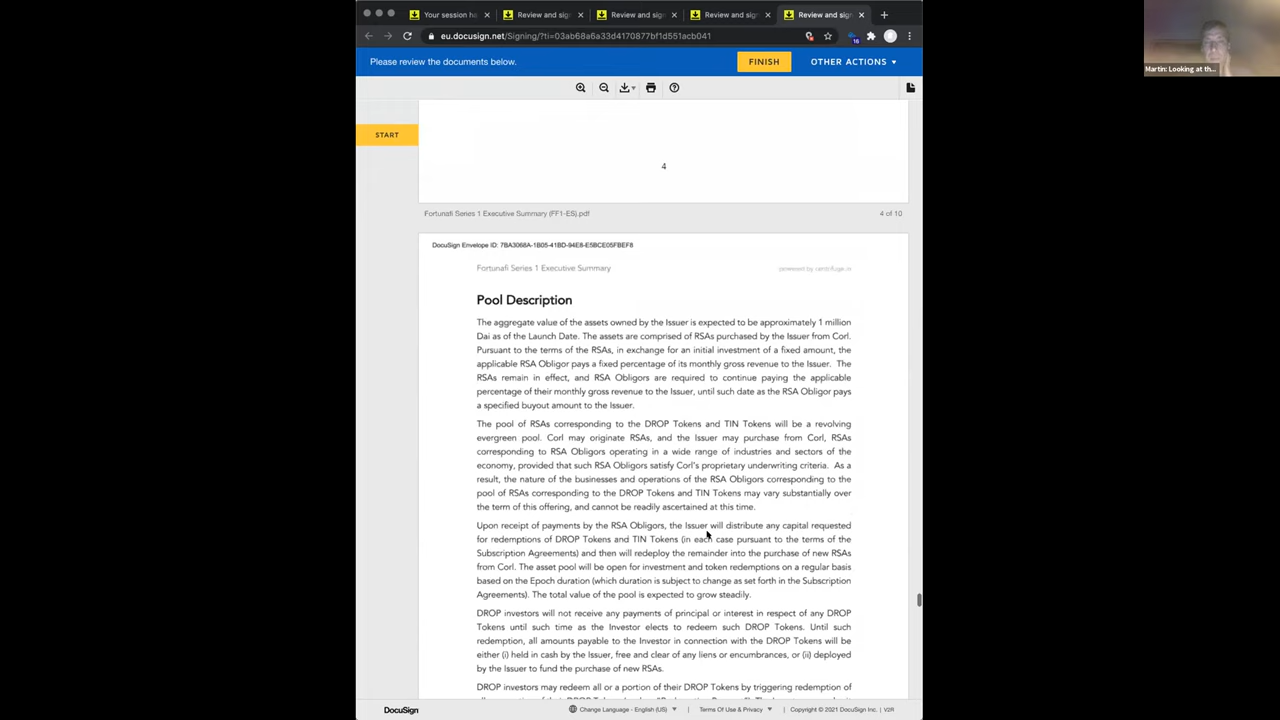 Your session ha
Review and sig
Review and sig
Review and sig
Review and sig
eu.docusign.net/Signing/?ti=03ab68a6a33d4170877bf1d551acb041
16
Please review the documents below.
FINISH
OTHER ACTIONS
START
4
Fortunafi Series 1 Executive Summary (FF1-ES).pdf
4 of 10
DocuSign Envelope ID: 7BA3068A-1B05-41BD-94E8-E5BCE05FBEF8
Fortunafi Series 1 Executive Summary
powered by centrifuge.io
Pool Description
The aggregate value of the assets owned by the Issuer is expected to be approximately 1 million
Dai as of the Launch Date. The assets are comprised of RSAs purchased by the Issuer from Corl.
Pursuant to the terms of the RSAs, in exchange for an initial investment of a fixed amount, the
applicable RSA Obligor pays a fixed percentage of its monthly gross revenue to the Issuer. The
RSAs remain in effect, and RSA Obligors are required to continue paying the applicable
percentage of their monthly gross revenue to the Issuer, until such date as the RSA Obligor pays
a specified buyout amount to the Issuer.
The pool of RSAs corresponding to the DROP Tokens and TIN Tokens will be a revolving
evergreen pool. Corl may originate RSAs, and the Issuer may purchase from Corl, RSAs
corresponding to RSA Obligors operating in a wide range of industries and sectors of the
economy, provided that such RSA Obligors satisfy Corl's proprietary underwriting criteria. As a
result, the nature of the businesses and operations of the RSA Obligors corresponding to the
pool of RSAs corresponding to the DROP Tokens and TIN Tokens may vary substantially over
the term of this offering, and cannot be readily ascertained at this time.
Upon receipt of payments by the RSA Obligors, the Issuer will distribute any capital requested
for redemptions of DROP Tokens and TIN Tokens (in each case pursuant to the terms of the
Subscription Agreements) and then will redeploy the remainder into the purchase of new RSAs
from Corl. The asset pool will be open for investment and token redemptions on a regular basis
based on the Epoch duration (which duration is subject to change as set forth in the Subscription
Agreements). The total value of the pool is expected to grow steadily.
DROP investors will not receive any payments of principal or interest in respect of any DROP
Tokens until such time as the Investor elects to redeem such DROP Tokens. Until such
redemption, all amounts payable to the Investor in connection with the DROP Tokens will be
either (i) held in cash by the Issuer, free and clear of any liens or encumbrances, or (ii) deployed
by the Issuer to fund the purchase of new RSAs.
DROP investors may redeem all or a portion of their DROP Tokens by triggering redemption of
DocuSign
Change Language - English (US)
Terms Of Use & Privacy
Copyright © 2021 DocuSign Inc.
V2R
Martin: Looking at th...